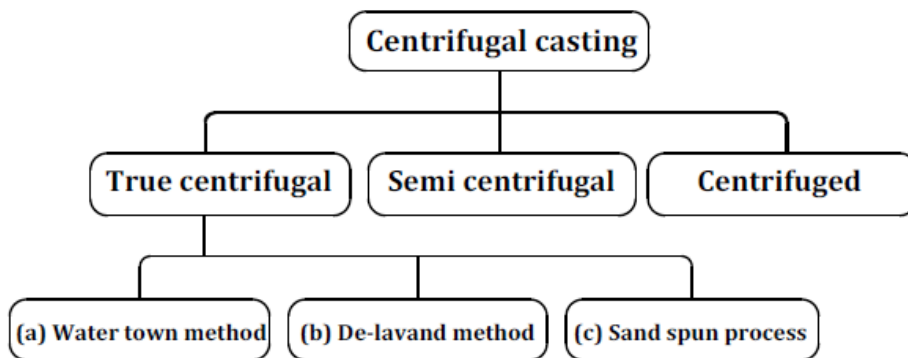 Centrifugal casting
True centrifugal
Semi centrifugal
Centrifuged
(a) Water town method
(b) De-lavand method
(c) Sand spun process